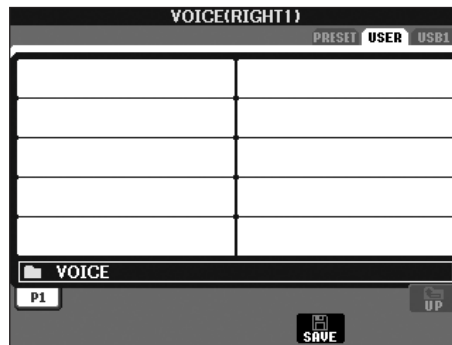 VOICE(RIGHT1)
PRESET USER USB1
VOICE
P1
UP
SAVE